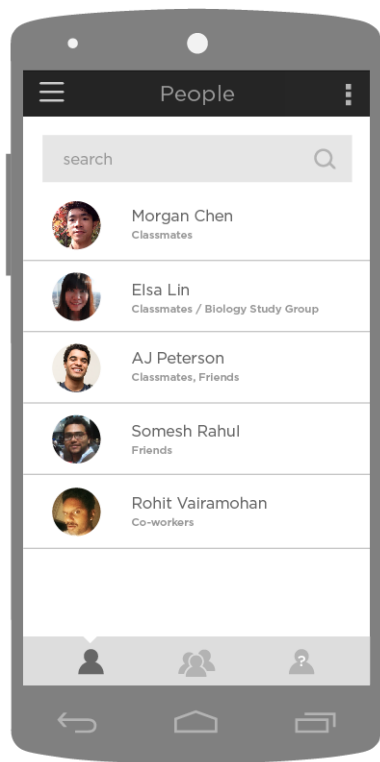 People
search
Morgan Chen
Classmates
Elsa Lin
Classmates / Biology Study Group
AJ Peterson
Classmates, Friends
Somesh Rahul
Friends
Rohit Vairamohan
Co-workers
?